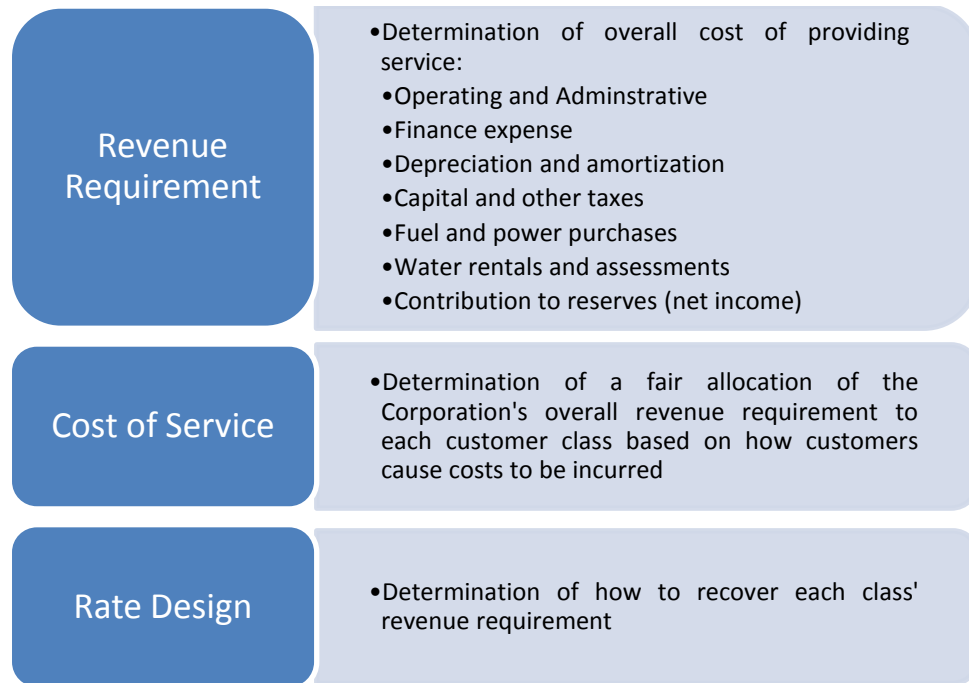 Revenue
Requirement
•Determination of overall cost of providing
service:
•Operating and Adminstrative
•Finance expense
•Depreciation and amortization
•Capital and other taxes
•Fuel and power purchases
•Water rentals and assessments
•Contribution to reserves (net income)
Cost of Service
•Determination of a fair allocation of the
Corporation's overall revenue requirement to
each customer class based on how customers
cause costs to be incurred
Rate Design
•Determination of how to recover each class'
revenue requirement